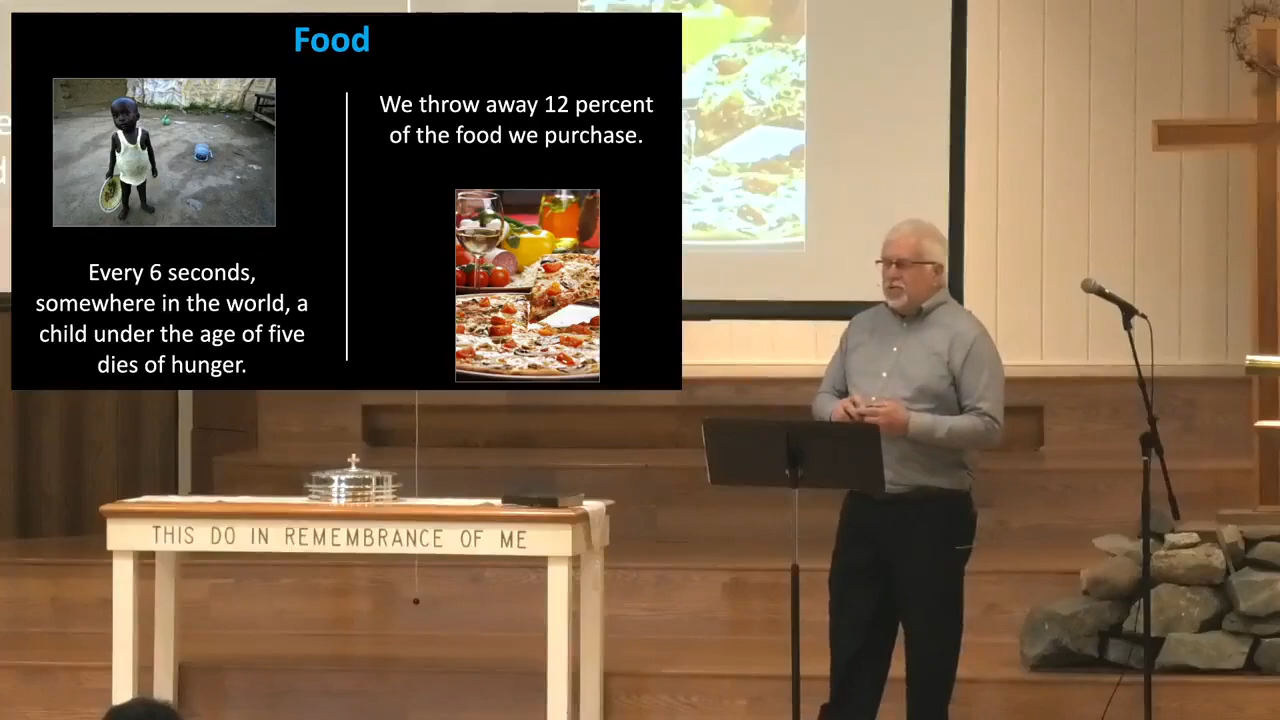 Food
We throw away 12 percent
of the food we purchase.
Every 6 seconds,
somewhere in the world, a
child under the age of five
dies of hunger.
THIS DO IN REMEMBRANCE OF ME